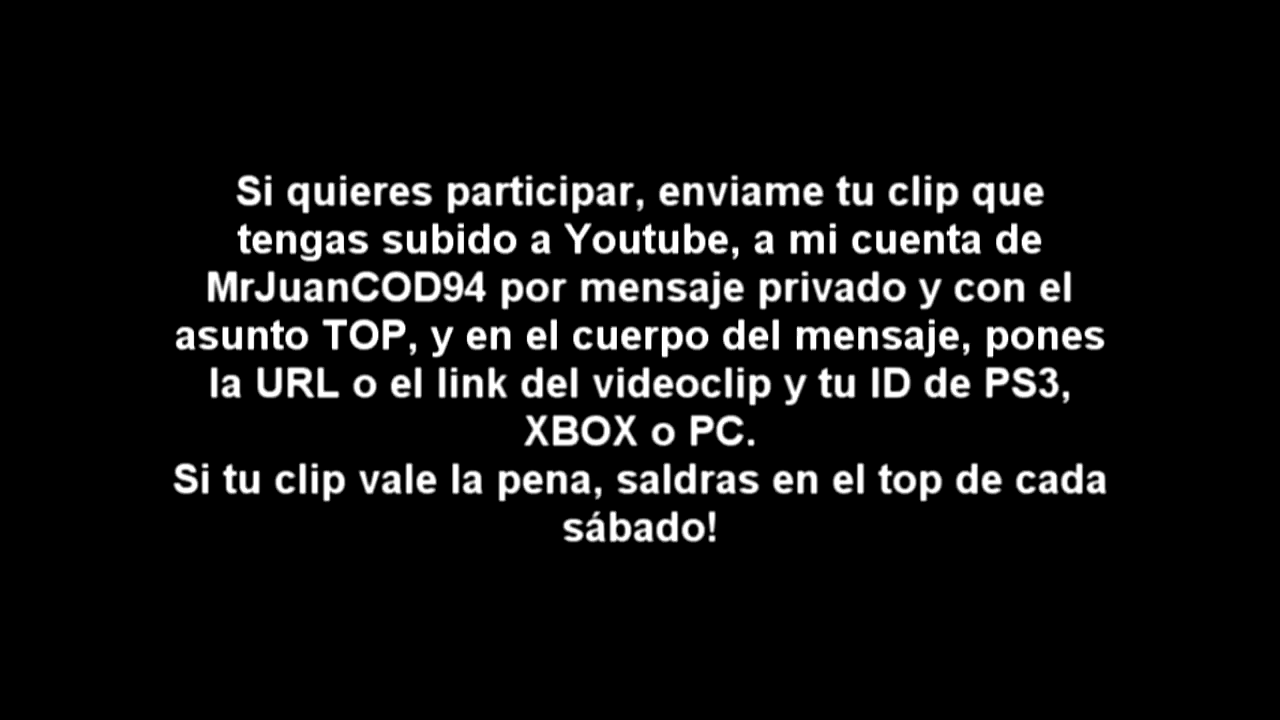 Si quieres participar, enviame tu clip que
tengas subido a Youtube, a mi cuenta de
MrJuanCOD94 por mensaje privado y con el
asunto TOP, y en el cuerpo del mensaje, pones
la URL o el link del videoclip y tu ID de PS3,
XBOX o PC.
Si tu clip vale la pena, saldras en el top de cada
sábado!